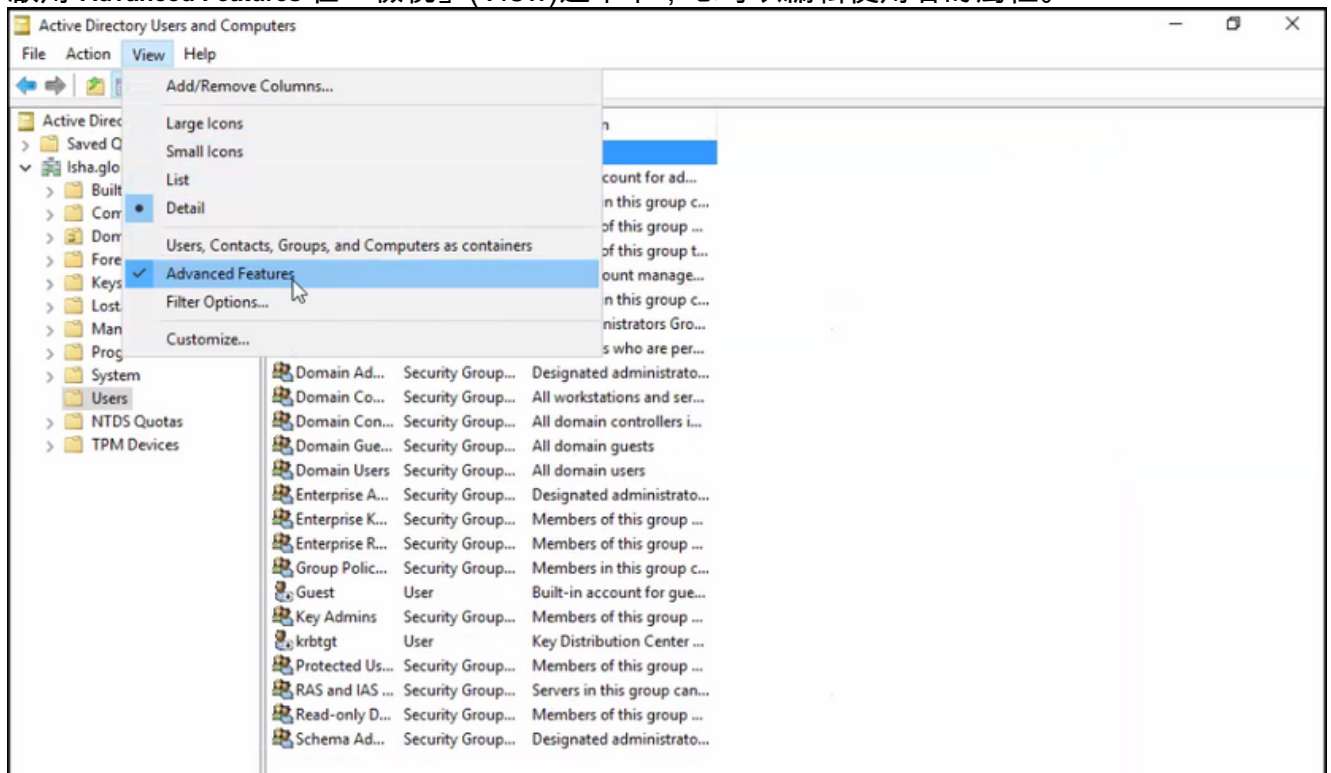 Active Directory Users and Computers
File Action View Help
Add/Remove Columns...
Active Direc
Large Icons
n
Saved Q
Small Icons
Isha.glo
List
count for ad...
Built
Detail
n this group c...
Com
of this group ...
Dom
Users, Contacts, Groups, and Computers as containers
of this group t...
Fore
Advanced Features
ount manage...
Keys
Filter Options...
n this group c...
Lost
nistrators Gro...
Man
Customize...
s who are per...
Prog
System
Domain Ad... Security Group... Designated administrato...
Users
Domain Co... Security Group... All workstations and ser...
NTDS Quotas
Domain Con... Security Group... All domain controllers i...
TPM Devices
Domain Gue... Security Group... All domain guests
Domain Users Security Group... All domain users
Enterprise A... Security Group... Designated administrato...
Enterprise K... Security Group... Members of this group ...
Enterprise R... Security Group... Members of this group ...
Group Polic... Security Group... Members in this group c...
Guest User Built-in account for gue...
Key Admins Security Group... Members of this group ...
krbtgt User Key Distribution Center ...
Protected Us... Security Group... Members of this group ...
RAS and IAS ... Security Group... Servers in this group can...
Read-only D... Security Group... Members of this group ...
Schema Ad... Security Group... Designated administrato...